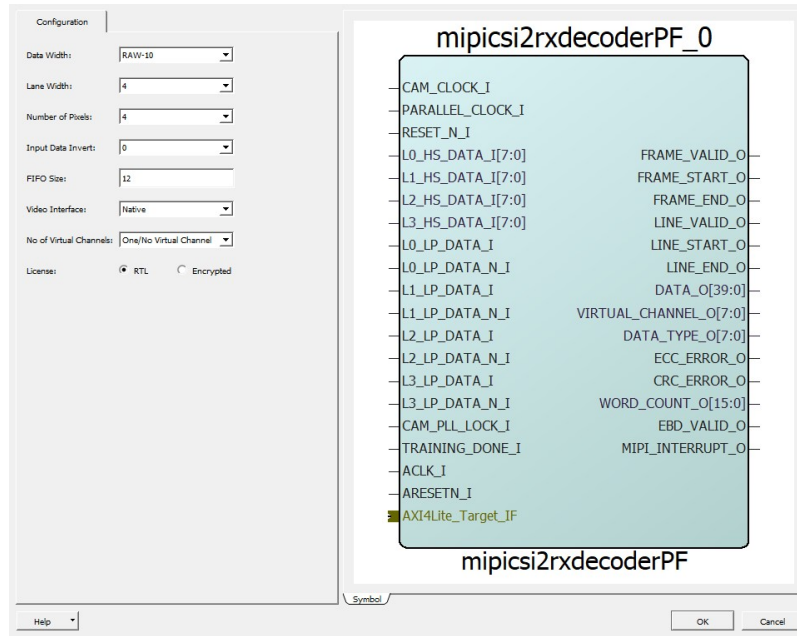 Configuration
Data Width: RAW-10
Lane Width: 4
Number of Pixels: 4
Input Data Invert: 0
FIFO Size: 12
Video Interface: Native
No of Virtual Channels: One/No Virtual Channel
License: RTL Encrypted
mipicsi2rxdecoderPF_0
CAM_CLOCK_I
PARALLEL_CLOCK_I
RESET_N_I
L0_HS_DATA_I[7:0] FRAME_VALID_O
L1_HS_DATA_I[7:0] FRAME_START_O
L2_HS_DATA_I[7:0] FRAME_END_O
L3_HS_DATA_I[7:0] LINE_VALID_O
L0_LP_DATA_I LINE_START_O
L0_LP_DATA_N_I LINE_END_O
L1_LP_DATA_I DATA_O[39:0]
L1_LP_DATA_N_I VIRTUAL_CHANNEL_O[7:0]
L2_LP_DATA_I DATA_TYPE_O[7:0]
L2_LP_DATA_N_I ECC_ERROR_O
L3_LP_DATA_I CRC_ERROR_O
L3_LP_DATA_N_I WORD_COUNT_O[15:0]
CAM_PLL_LOCK_I EBD_VALID_O
TRAINING_DONE_I MIPI_INTERRUPT_O
ACLK_I
ARESETN_I
AXI4Lite_Target_IF
mipicsi2rxdecoderPF
Symbol
Help OK Cancel